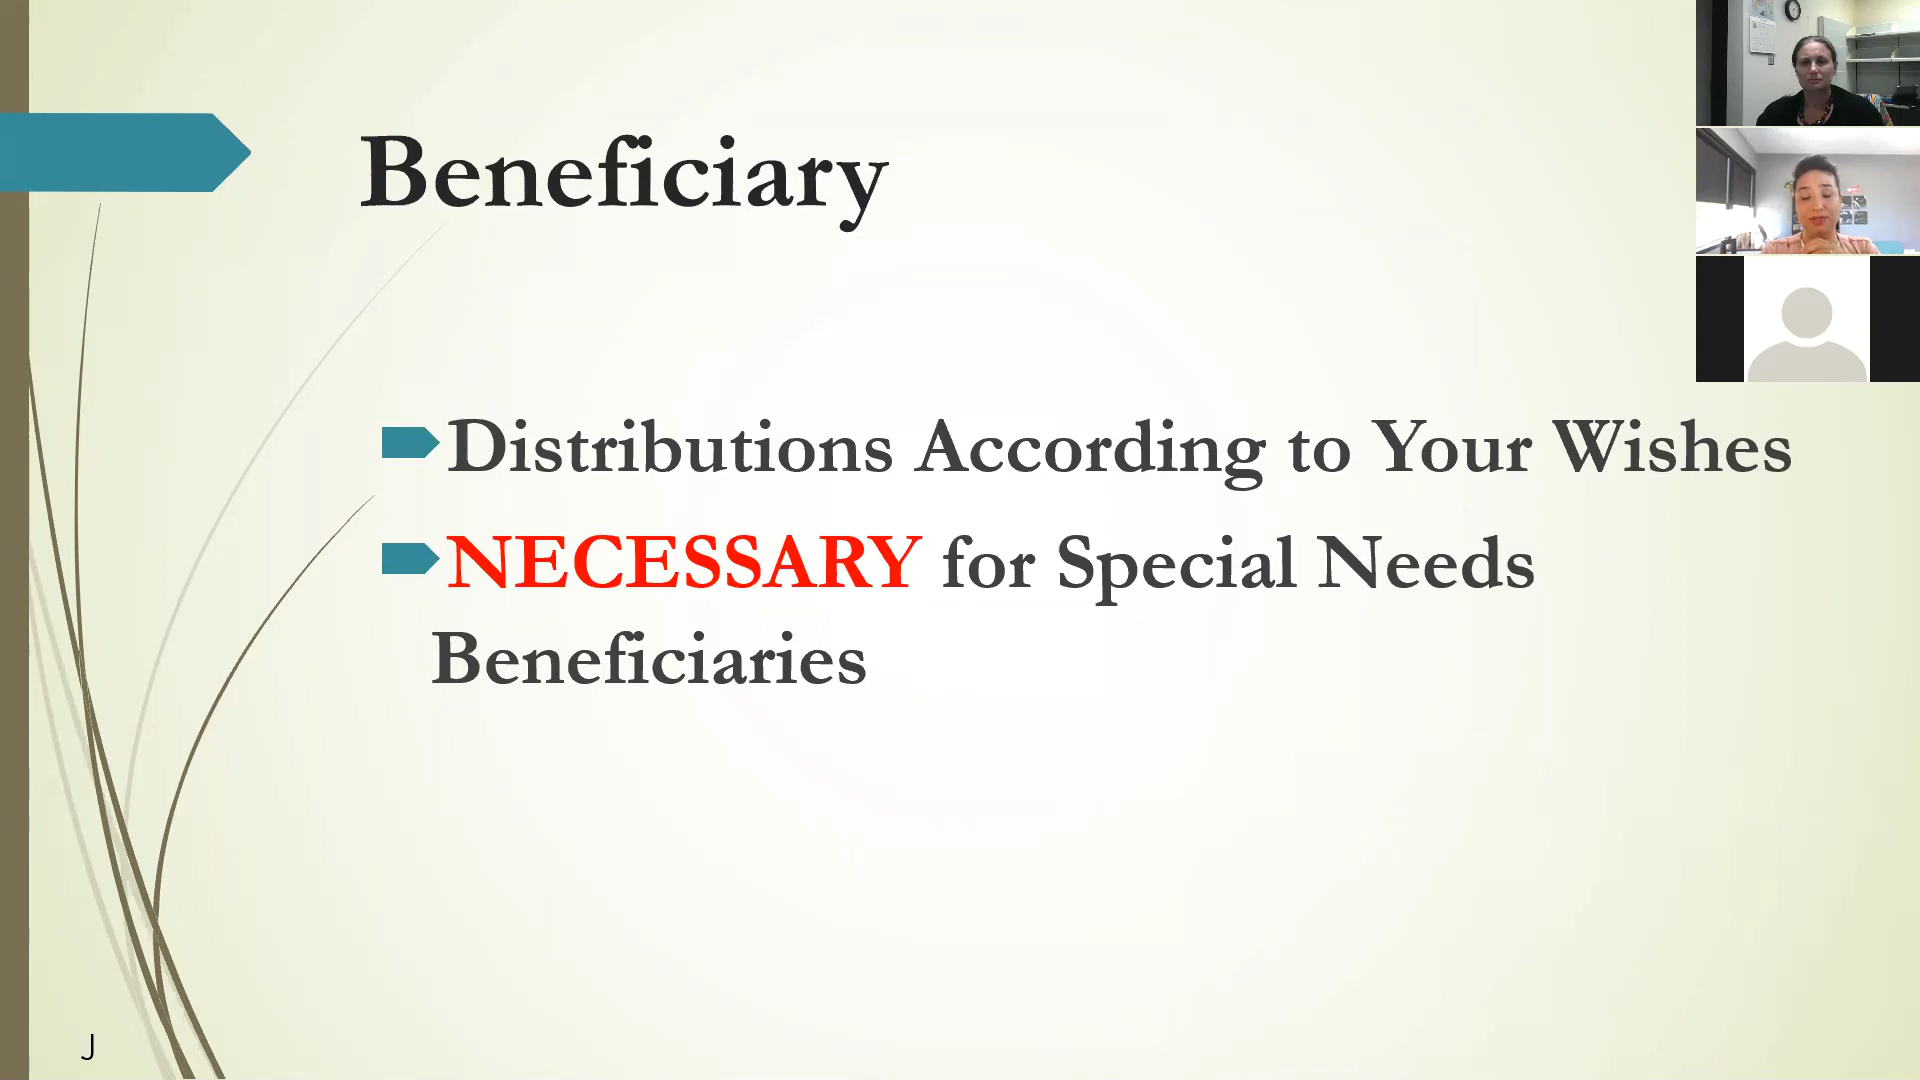 Beneficiary
Distributions According to Your Wishes
NECESSARY for Special Needs
Beneficiaries
J